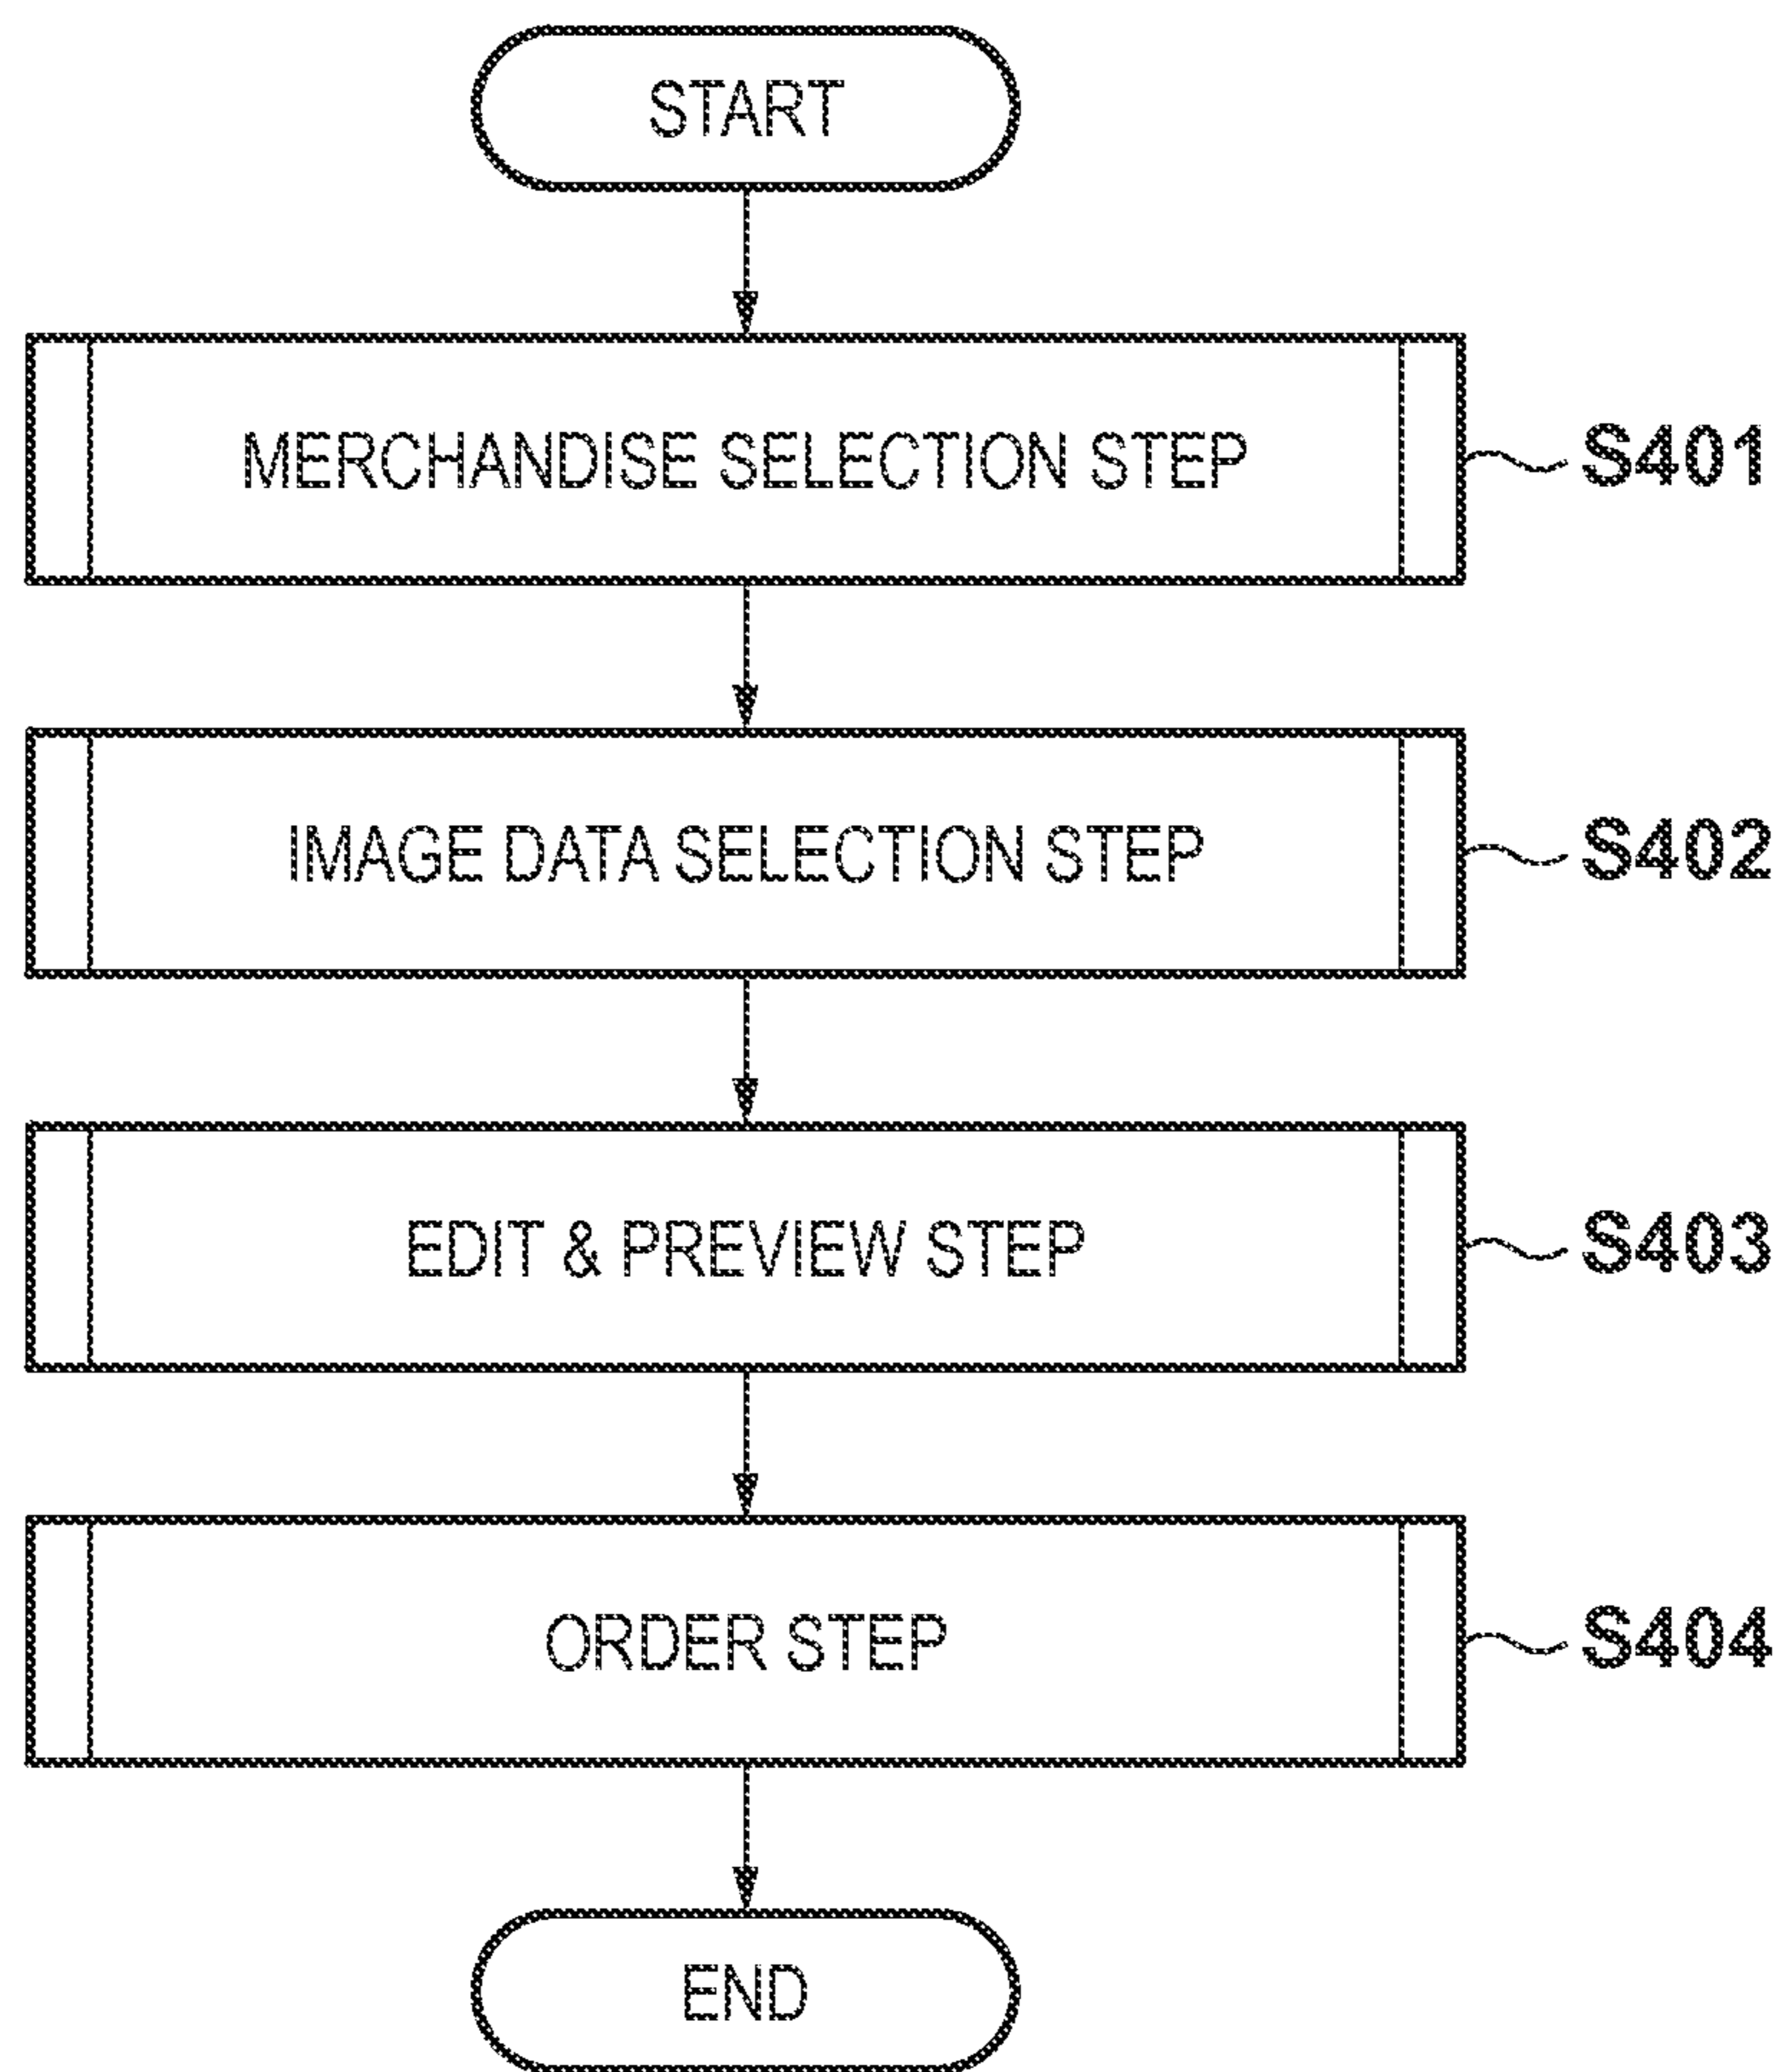 START
MERCHANDISE SELECTION STEP
S401
IMAGE DATA SELECTION STEP
S402
EDIT & PREVIEW STEP
S403
ORDER STEP
S404
END